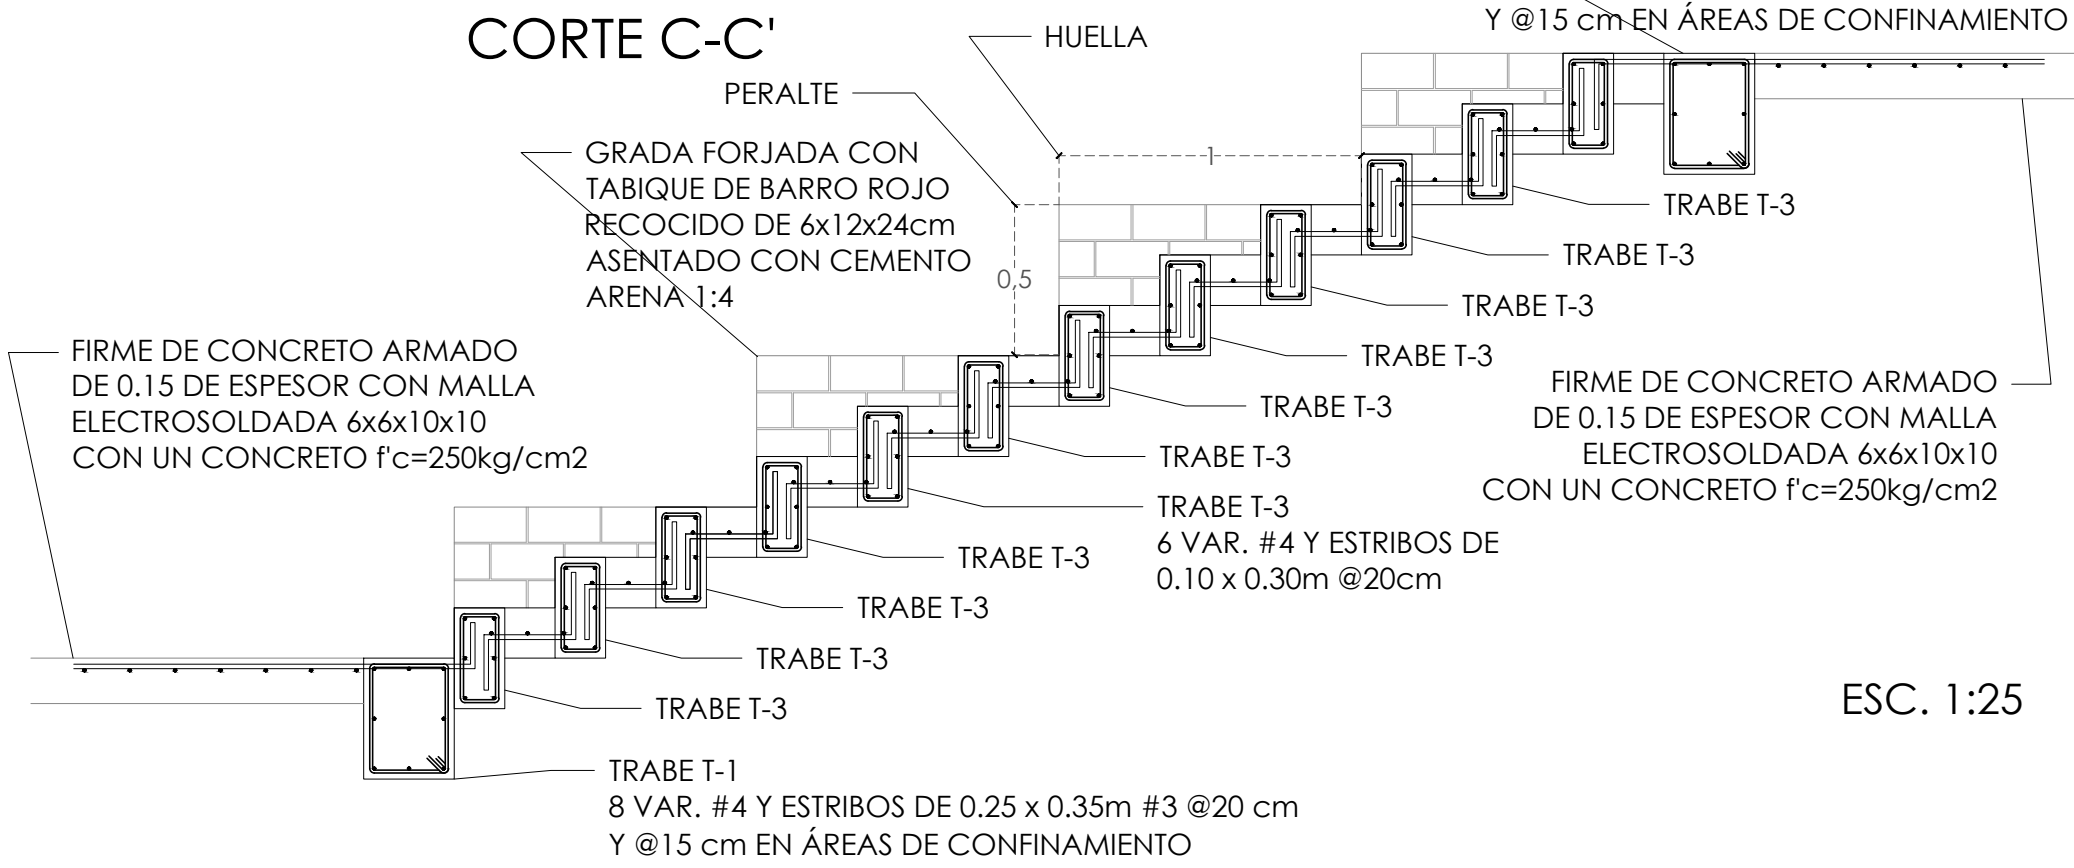 CORTE C-C'
Y @15 cm EN ÁREAS DE CONFINAMIENTO
HUELLA
PERALTE
GRADA FORJADA CON
TABIQUE DE BARRO ROJO
RECOCIDO DE 6x12x24cm
ASENTADO CON CEMENTO
ARENA 1:4
1
0,5
FIRME DE CONCRETO ARMADO
DE 0.15 DE ESPESOR CON MALLA
ELECTROSOLDADA 6x6x10x10
CON UN CONCRETO f'c=250kg/cm2
TRABE T-3
TRABE T-3
TRABE T-3
TRABE T-3
TRABE T-3
TRABE T-3
FIRME DE CONCRETO ARMADO
DE 0.15 DE ESPESOR CON MALLA
ELECTROSOLDADA 6x6x10x10
CON UN CONCRETO f'c=250kg/cm2
TRABE T-3
6 VAR. #4 Y ESTRIBOS DE
0.10 x 0.30m @20cm
TRABE T-3
TRABE T-3
TRABE T-3
TRABE T-3
ESC. 1:25
TRABE T-1
8 VAR. #4 Y ESTRIBOS DE 0.25 x 0.35m #3 @20 cm
Y @15 cm EN ÁREAS DE CONFINAMIENTO